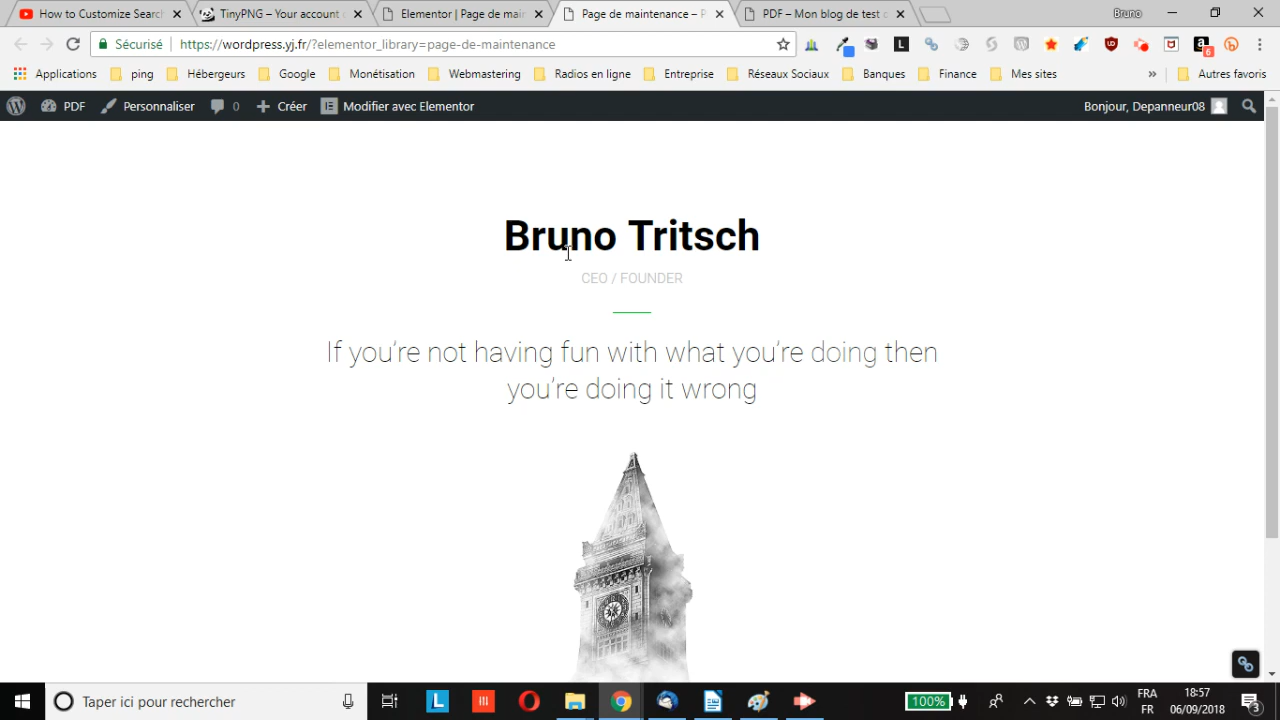 How to Customize Search
TinyPNG – Your account
Elementor | Page de main
Page de maintenance – P
PDF – Mon blog de test
Bruno
Sécurisé
https://wordpress.yj.fr/?elementor_library=page-de-maintenance
6
Applications
ping
Hébergeurs
Google
Monétisation
Webmastering
Radios en ligne
Entreprise
Réseaux Sociaux
Banques
Finance
Mes sites
»
Autres favoris
PDF
Personnaliser
0
Créer
Modifier avec Elementor
Bonjour, Depanneur08
Bruno Tritsch
CEO / FOUNDER
If you're not having fun with what you're doing then
you're doing it wrong
Taper ici pour rechercher
100%
FRA
FR
18:57
06/09/2018
3